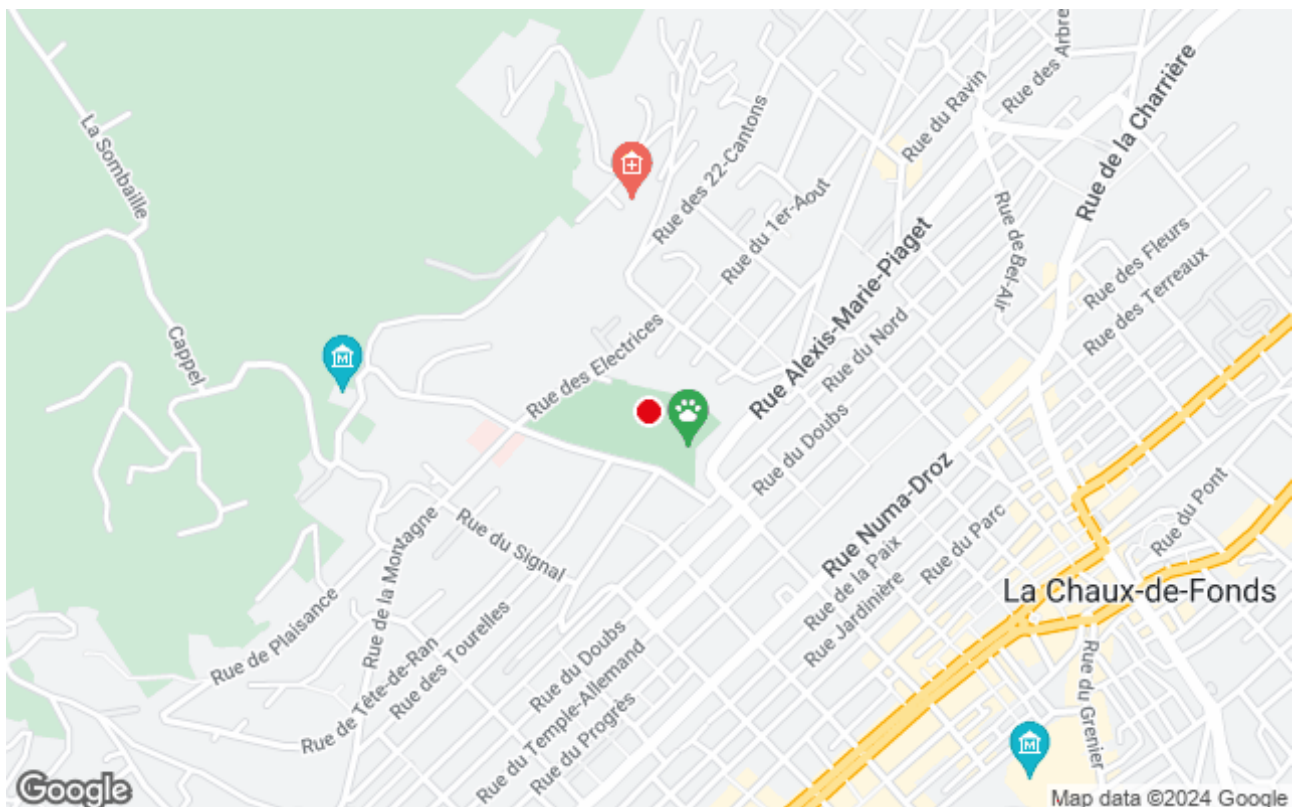 Rue des Arbre
Rue du Ravin
Rue de la Charrière
La Sombaille
Rue des 22-Cantons
Rue du 1er-Aout
Rue de Bel-Air
Rue des Fleurs
Rue des Terreaux
Rue Alexis-Marie-Piaget
Rue du Nord
Cappel
Rue des Electrices
Rue du Doubs
Rue Numa-Droz
Rue du Parc
Rue du Pont
Rue du Signal
Rue de la Paix
Rue Jardinière
La Chaux-de-Fonds
Rue de la Montagne
Rue de Plaisance
Rue des Tourelles
Rue de Tête-de-Ran
Rue du Doubs
Rue du Temple-Allemand
Rue du Progrès
Rue du Grenier
M
M
Google
Map data ©2024 Google